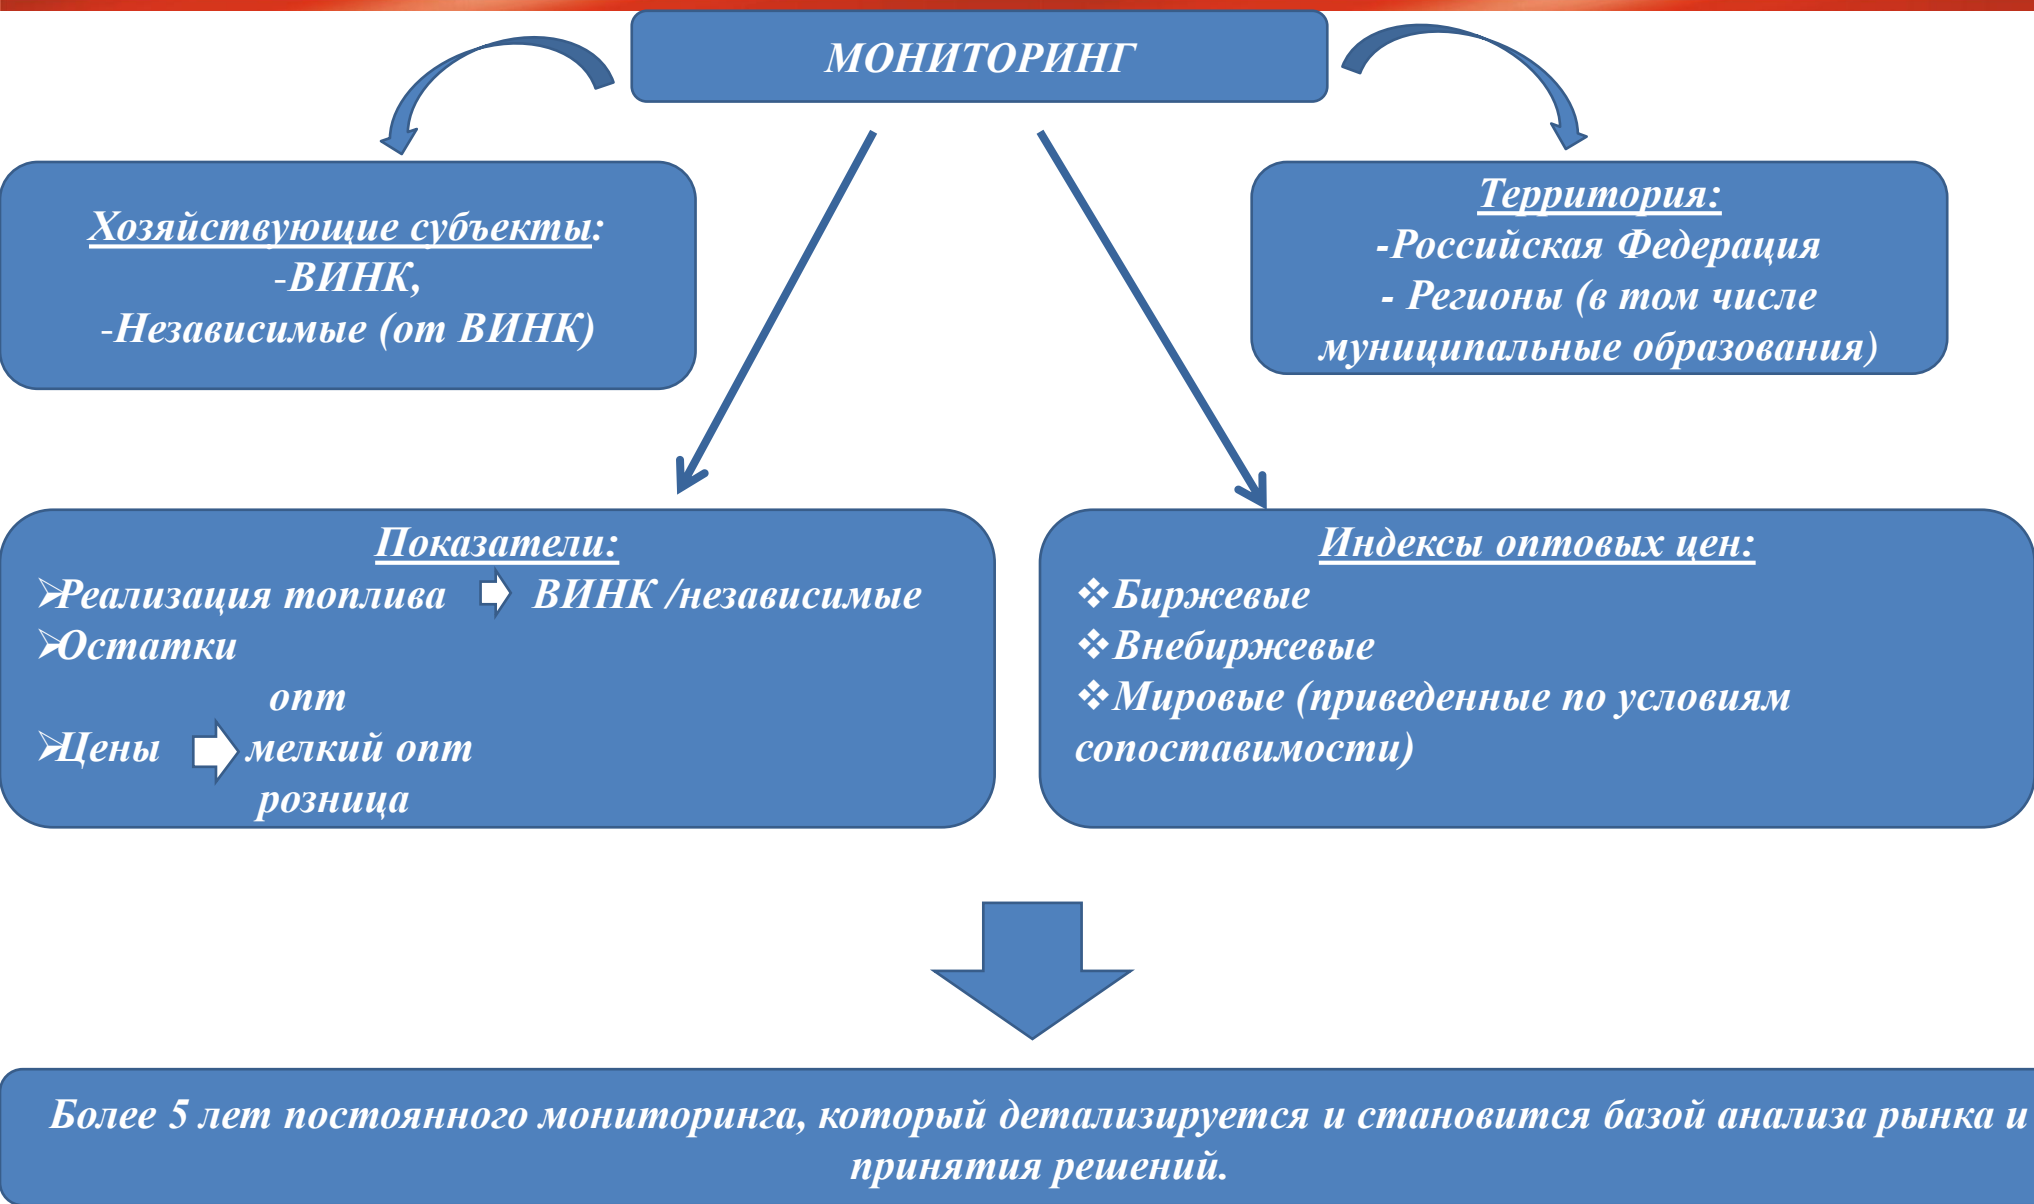 МОНИТОРИНГ
Хозяйствующие субъекты:
-ВИНК,
-Независимые (от ВИНК)
Территория:
-Российская Федерация
- Регионы (в том числе
муниципальные образования)
Показатели:
Реализация топлива ВИНК /независимые
Остатки
опт
Цены мелкий опт
розница
Индексы оптовых цен:
Биржевые
Внебиржевые
Мировые (приведенные по условиям
сопоставимости)
Более 5 лет постоянного мониторинга, который детализируется и становится базой анализа рынка и
принятия решений.